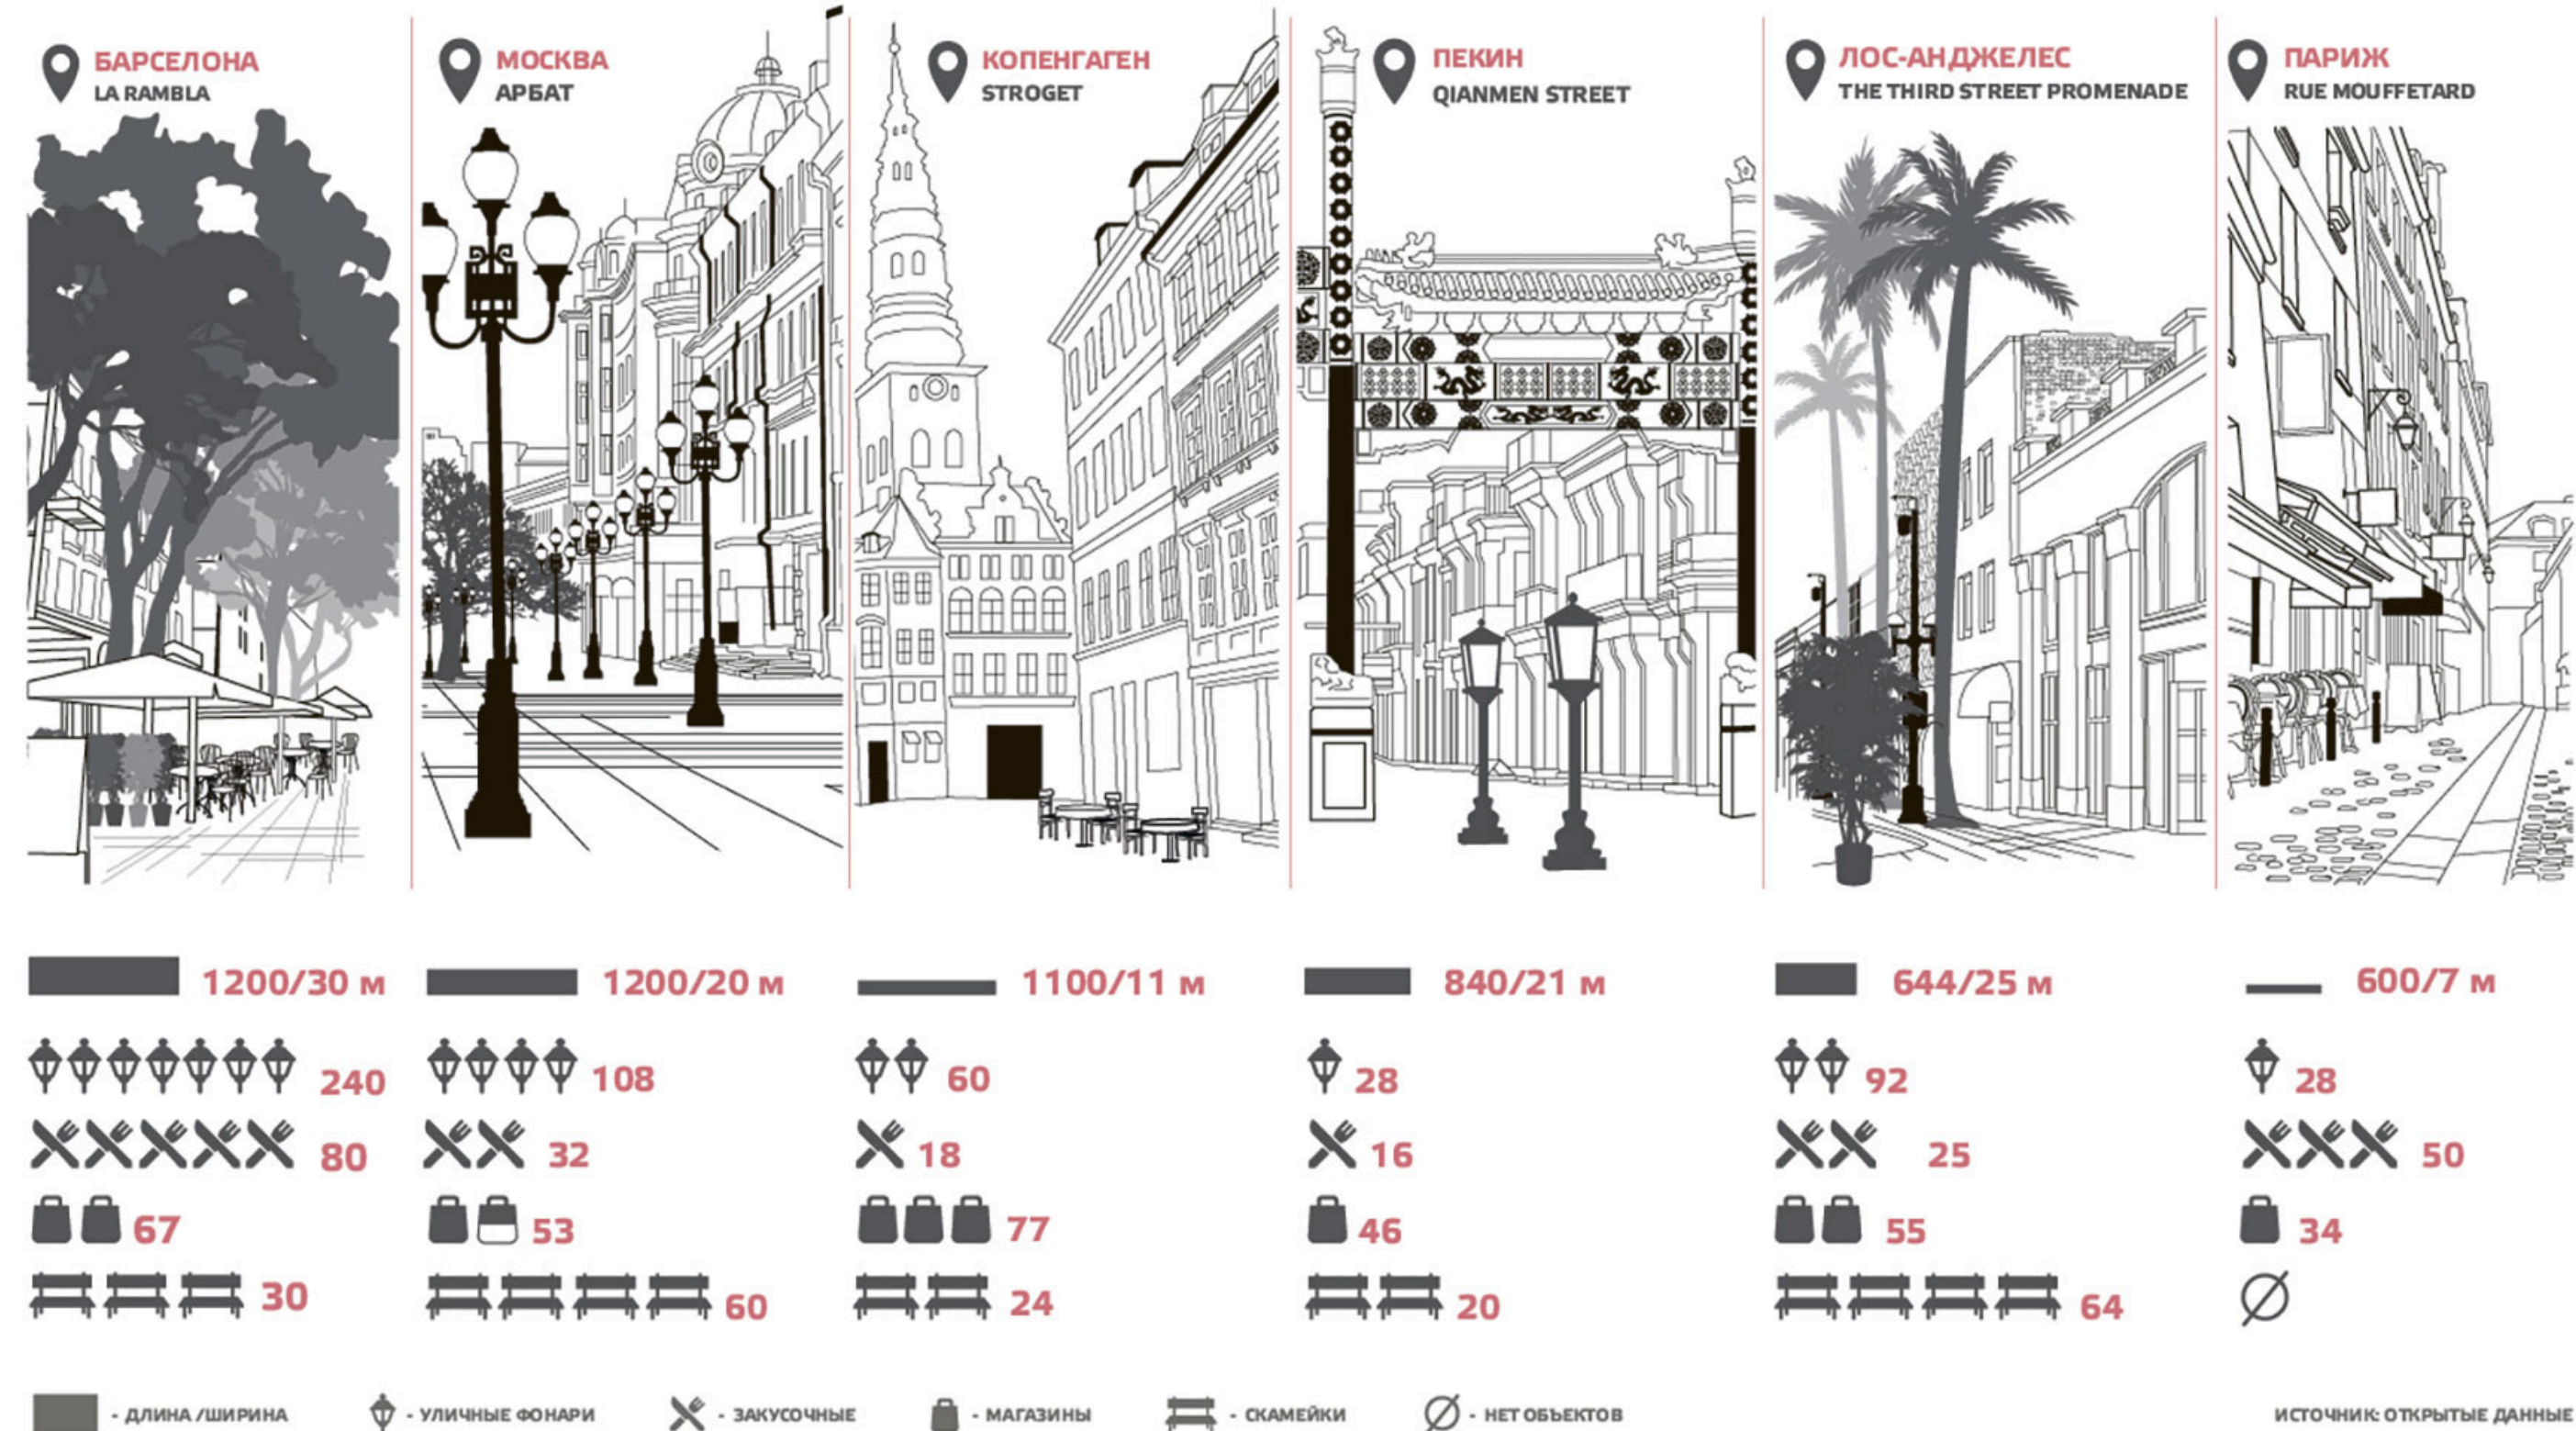 БАРСЕЛОНА
LA RAMBLA
МОСКВА
АРБАТ
КОПЕНГАГЕН
STROGET
ПЕКИН
QIANMEN STREET
ЛОС-АНДЖЕЛЕС
THE THIRD STREET PROMENADE
ПАРИЖ
RUE MOUFFETARD
1200/30 м
1200/20 м
1100/11 м
840/21 м
644/25 м
600/7 м
240
108
60
28
92
28
80
32
18
16
25
50
67
53
77
46
55
34
30
60
24
20
64
- ДЛИНА /ШИРИНА
- УЛИЧНЫЕ ФОНАРИ
- ЗАКУСОЧНЫЕ
- МАГАЗИНЫ
- СКАМЕЙКИ
- НЕТ ОБЪЕКТОВ
ИСТОЧНИК: ОТКРЫТЫЕ ДАННЫЕ